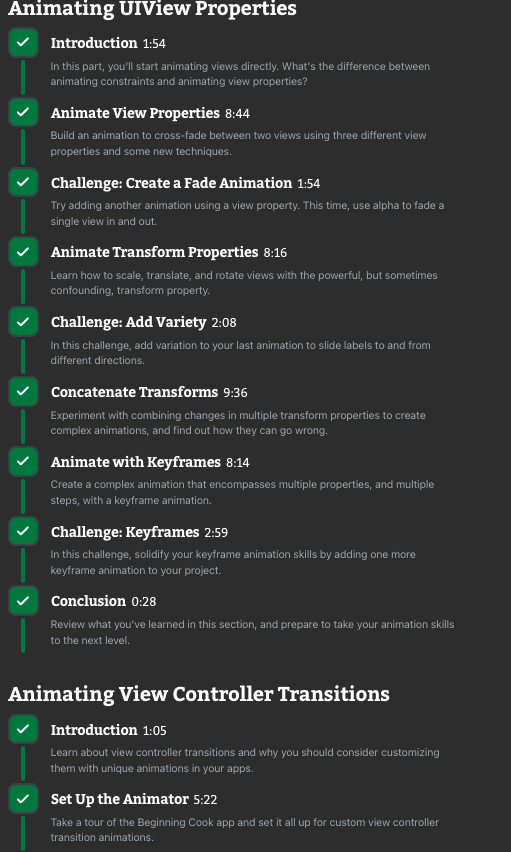 Animating UIView Properties
Introduction 1:54
In this part, you'll start animating views directly. What's the difference between
animating constraints and animating view properties?
Animate View Properties 8:44
Build an animation to cross-fade between two views using three different view
properties and some new techniques.
Challenge: Create a Fade Animation 1:54
Try adding another animation using a view property. This time, use alpha to fade a
single view in and out.
Animate Transform Properties 8:16
Learn how to scale, translate, and rotate views with the powerful, but sometimes
confounding, transform property.
Challenge: Add Variety 2:08
In this challenge, add variation to your last animation to slide labels to and from
different directions.
Concatenate Transforms 9:36
Experiment with combining changes in multiple transform properties to create
complex animations, and find out how they can go wrong.
Animate with Keyframes 8:14
Create a complex animation that encompasses multiple properties, and multiple
steps, with a keyframe animation.
Challenge: Keyframes 2:59
In this challenge, solidify your keyframe animation skills by adding one more
keyframe animation to your project.
Conclusion 0:28
Review what you've learned in this section, and prepare to take your animation skills
to the next level.
Animating View Controller Transitions
Introduction 1:05
Learn about view controller transitions and why you should consider customizing
them with unique animations in your apps.
Set Up the Animator 5:22
Take a tour of the Beginning Cook app and set it all up for custom view controller
transition animations.